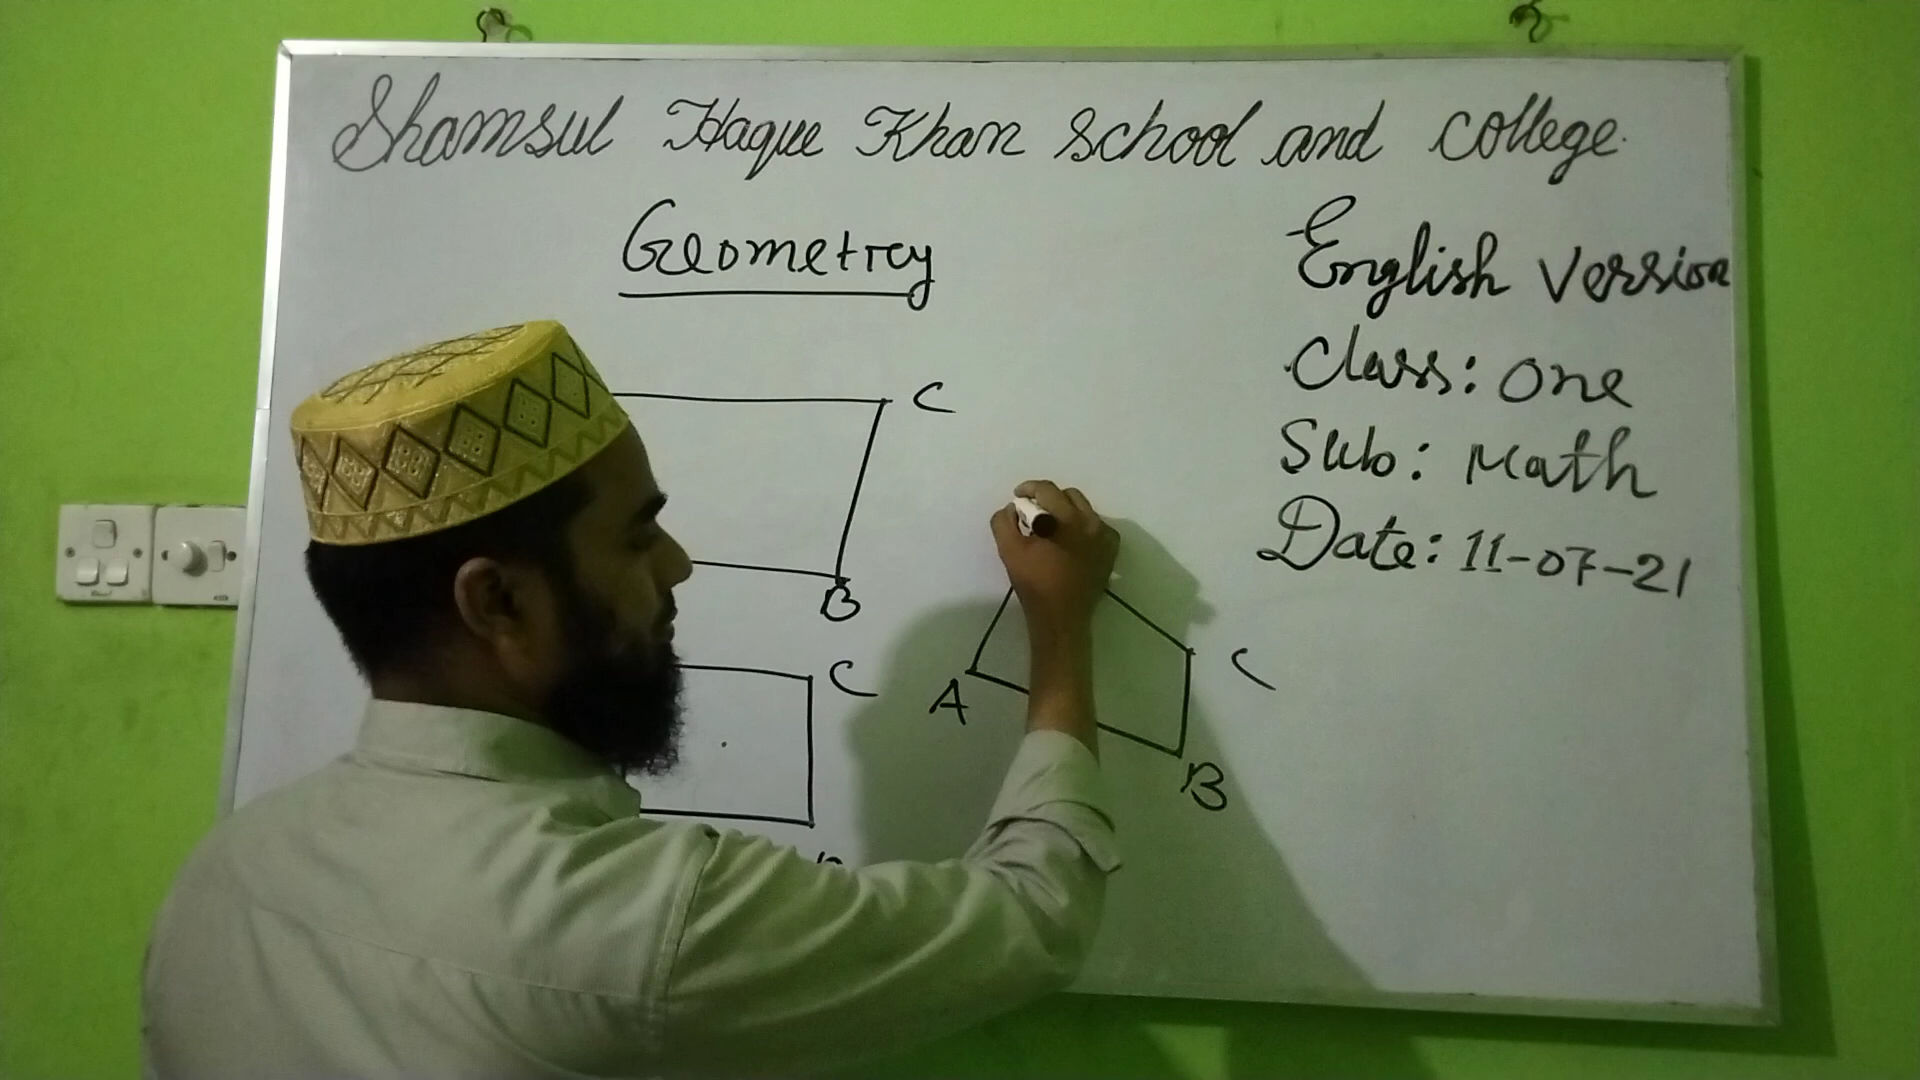 Shamsul Haque Khan School and college.
Geometry
English Version
Class: One
Sub: Math
Date: 11-07-21
C
B
C
A
C
B